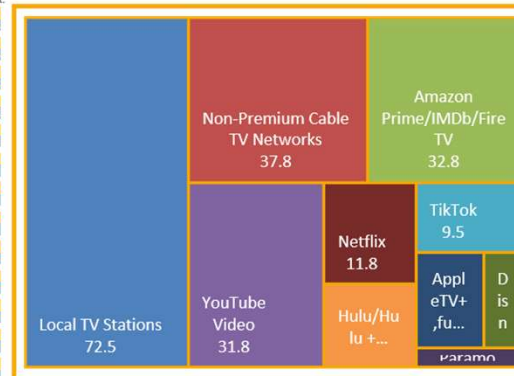 Non-Premium Cable
TV Networks
37.8
Amazon
Prime/IMDb/Fire
TV
32.8
TikTok
9.5
Netflix
11.8
Appl
eTV+
,fu...
D
is
n
YouTube
Video
31.8
Hulu/Hu
lu +...
Local TV Stations
72.5
Paramo